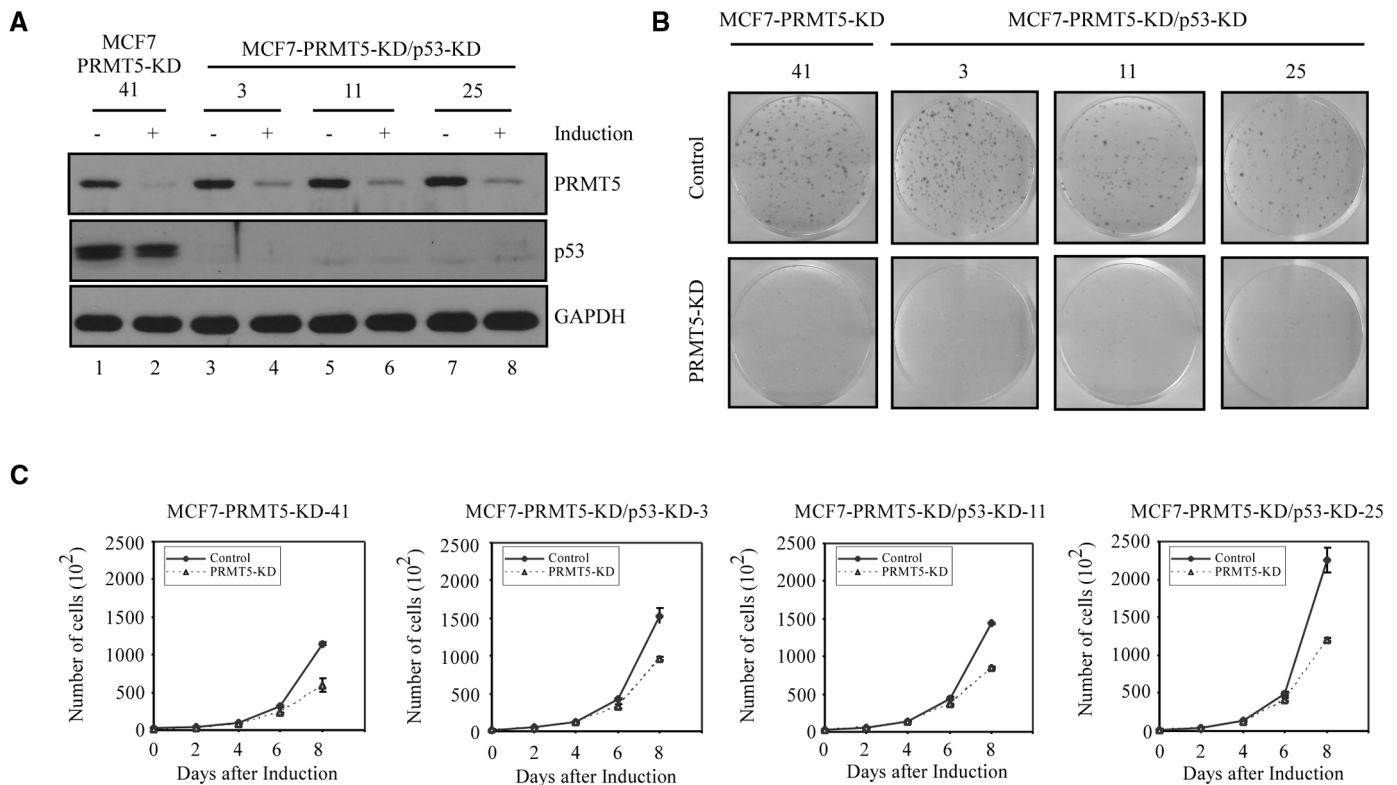 A
MCF7
PRMT5-KD
MCF7-PRMT5-KD/p53-KD
41 3 11 25
- + - + - + - + Induction
PRMT5
p53
GAPDH
1 2 3 4 5 6 7 8
B
MCF7-PRMT5-KD MCF7-PRMT5-KD/p53-KD
41 3 11 25
Control
PRMT5-KD
C
MCF7-PRMT5-KD-41
Number of cells (10²)
2500
2000
1500
1000
500
0
Control
PRMT5-KD
0 2 4 6 8
Days after Induction
MCF7-PRMT5-KD/p53-KD-3
Number of cells (10²)
2500
2000
1500
1000
500
0
Control
PRMT5-KD
0 2 4 6 8
Days after Induction
MCF7-PRMT5-KD/p53-KD-11
Number of cells (10²)
2500
2000
1500
1000
500
0
Control
PRMT5-KD
0 2 4 6 8
Days after Induction
MCF7-PRMT5-KD/p53-KD-25
Number of cells (10²)
2500
2000
1500
1000
500
0
Control
PRMT5-KD
0 2 4 6 8
Days after Induction